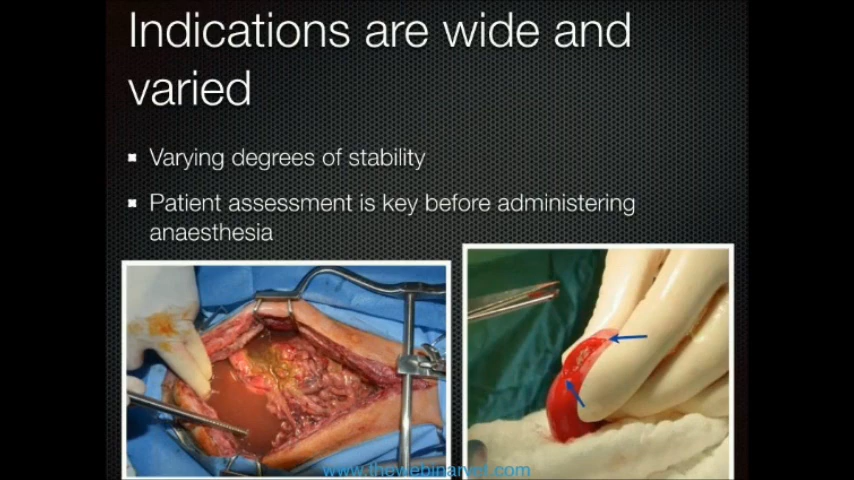 Indications are wide and
varied
Varying degrees of stability
Patient assessment is key before administering
anaesthesia
www.thewebinarvet.com